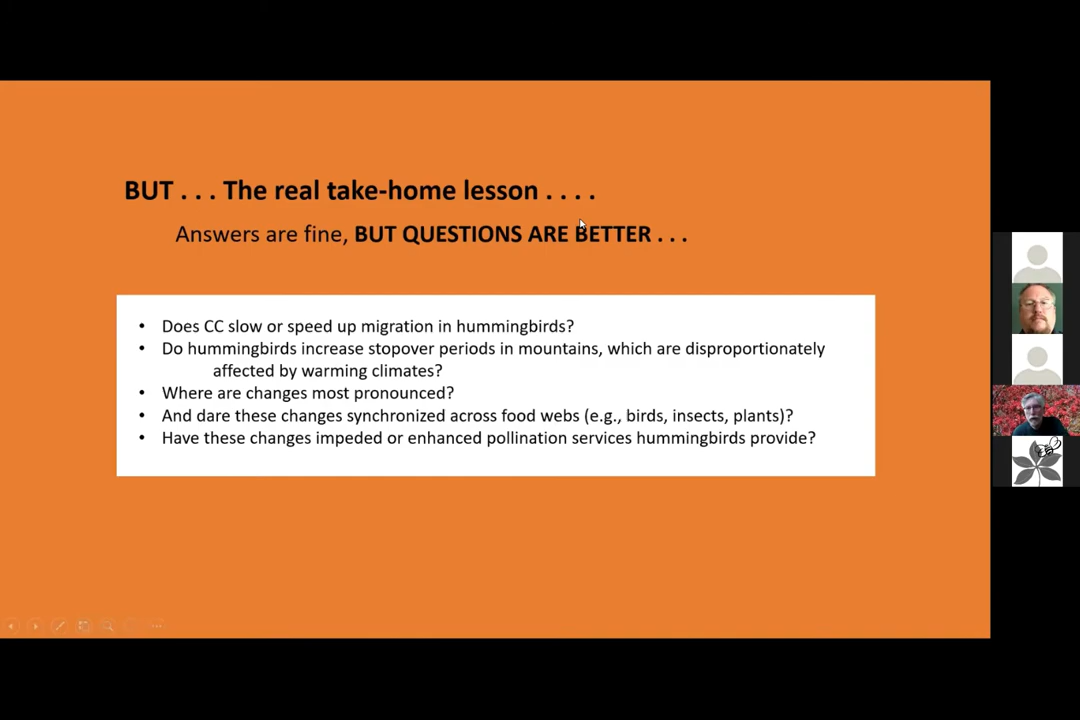 BUT . . . The real take-home lesson . . . .
Answers are fine, BUT QUESTIONS ARE BETTER . . .
• Does CC slow or speed up migration in hummingbirds?
• Do hummingbirds increase stopover periods in mountains, which are disproportionately
affected by warming climates?
• Where are changes most pronounced?
• And dare these changes synchronized across food webs (e.g., birds, insects, plants)?
• Have these changes impeded or enhanced pollination services hummingbirds provide?